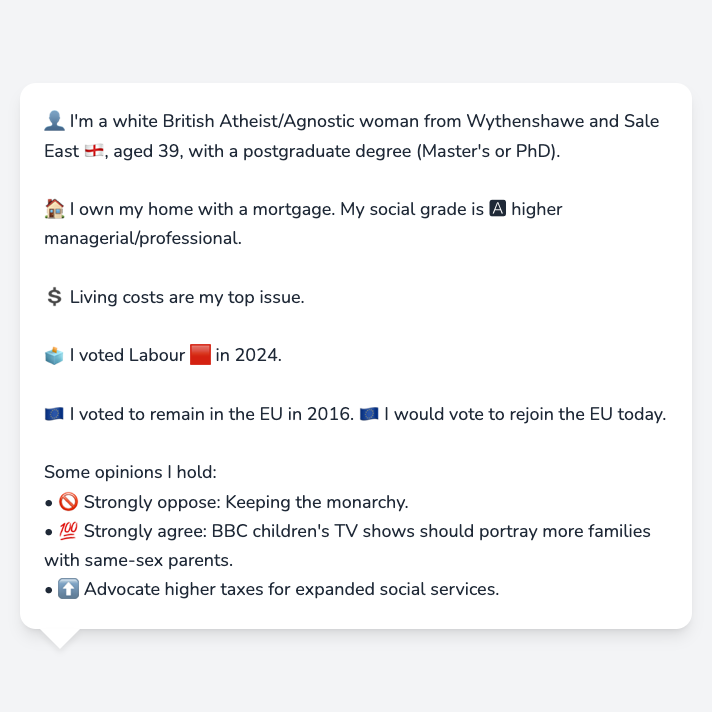 👤 I'm a white British Atheist/Agnostic woman from Wythenshawe and Sale
East 🏴󠁧󠁢󠁥󠁮󠁧󠁿, aged 39, with a postgraduate degree (Master's or PhD).
🏠 I own my home with a mortgage. My social grade is 🅰 higher
managerial/professional.
💲 Living costs are my top issue.
🗳️ I voted Labour 🟥 in 2024.
🇪🇺 I voted to remain in the EU in 2016. 🇪🇺 I would vote to rejoin the EU today.
Some opinions I hold:
• 🚫 Strongly oppose: Keeping the monarchy.
• 💯 Strongly agree: BBC children's TV shows should portray more families
with same-sex parents.
• ⬆️ Advocate higher taxes for expanded social services.